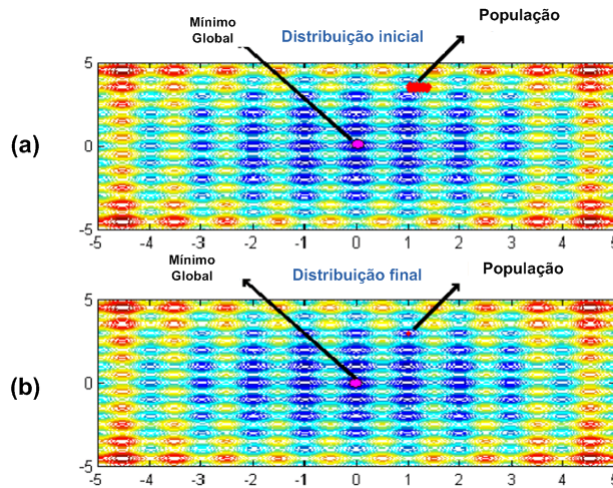 Mínimo
Global
Distribuição inicial
População
(a)
5
0
-5
-5 -4 -3 -2 -1 0 1 2 3 4 5
Mínimo
Global
Distribuição final
População
(b)
5
0
-5
-5 -4 -3 -2 -1 0 1 2 3 4 5